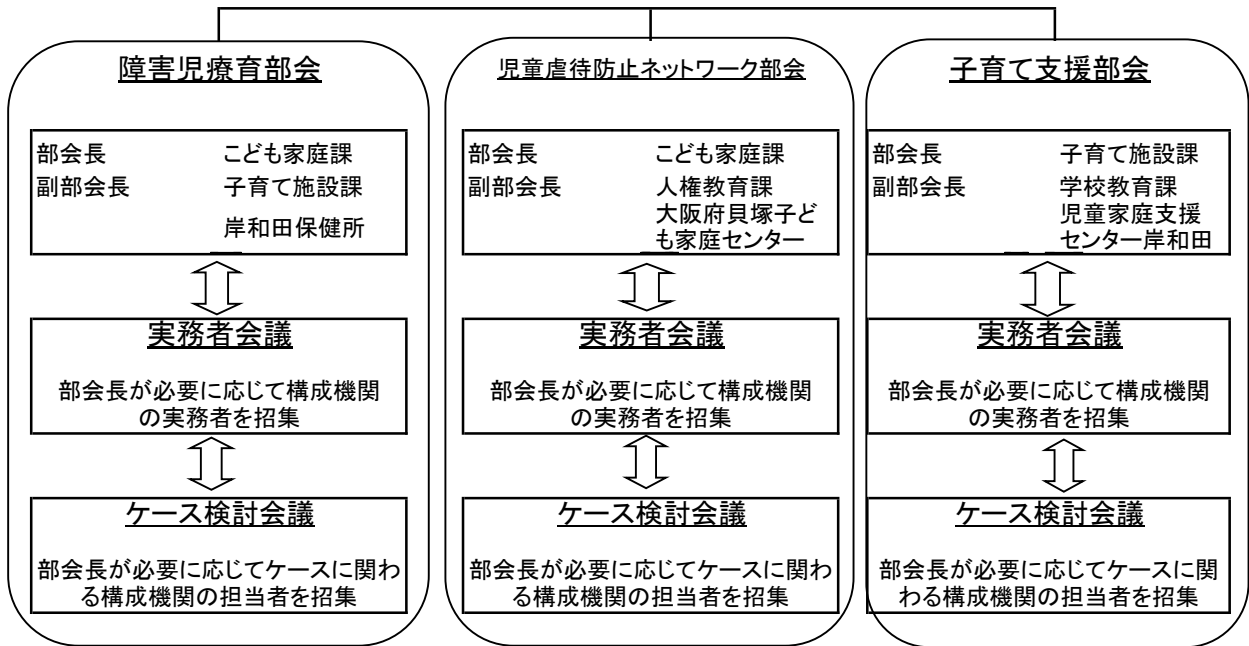 障害児療育部会
部会長 こども家庭課
副部会長 子育て施設課
岸和田保健所
実務者会議
部会長が必要に応じて構成機関
の実務者を招集
ケース検討会議
部会長が必要に応じてケースに関わ
る構成機関の担当者を招集
児童虐待防止ネットワーク部会
部会長 こども家庭課
副部会長 人権教育課
大阪府貝塚子ど
も家庭センター
実務者会議
部会長が必要に応じて構成機関
の実務者を招集
ケース検討会議
部会長が必要に応じてケースに関わ
る構成機関の担当者を招集
子育て支援部会
部会長 子育て施設課
副部会長 学校教育課
児童家庭支援
センター岸和田
実務者会議
部会長が必要に応じて構成機関
の実務者を招集
ケース検討会議
部会長が必要に応じてケースに関
わる構成機関の担当者を招集